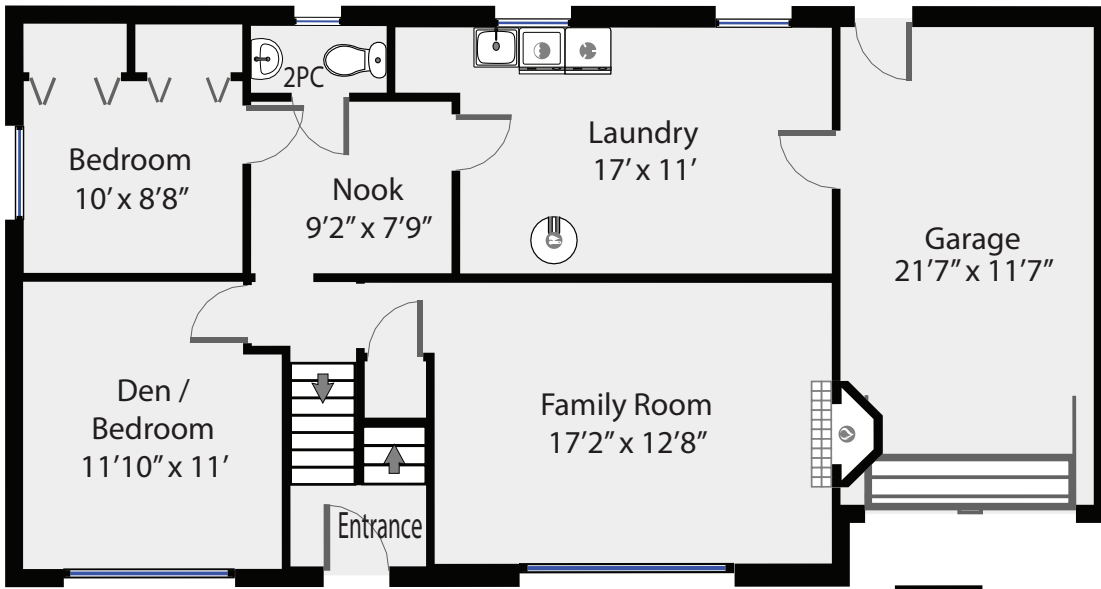 2PC
Bedroom
10’ x 8’8”
Nook
9’2” x 7’9”
Laundry
17’ x 11’
Garage
21’7” x 11’7”
Den /
Bedroom
11’10” x 11’
Family Room
17’2” x 12’8”
Entrance